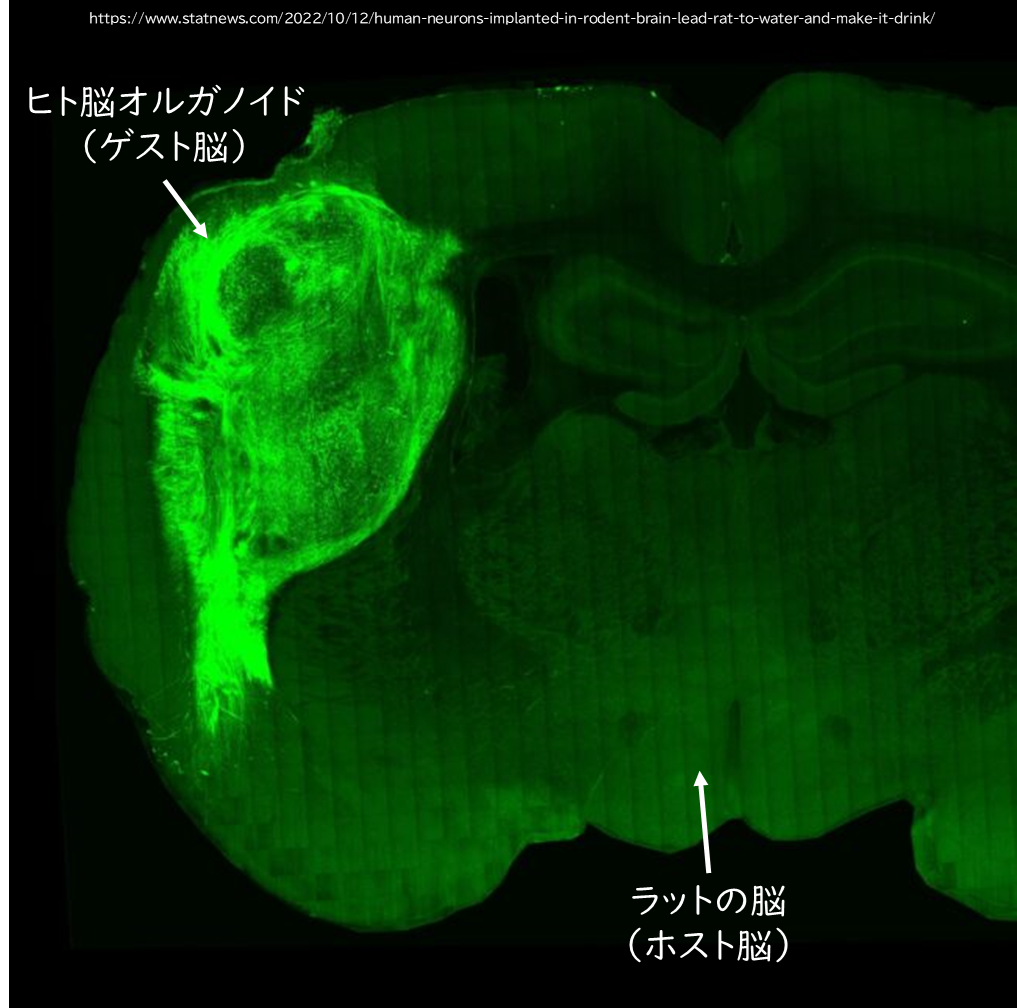 https://www.statnews.com/2022/10/12/human-neurons-implanted-in-rodent-brain-lead-rat-to-water-and-make-it-drink/
ヒト脳オルガノイド
（ゲスト脳）
ラットの脳
（ホスト脳）